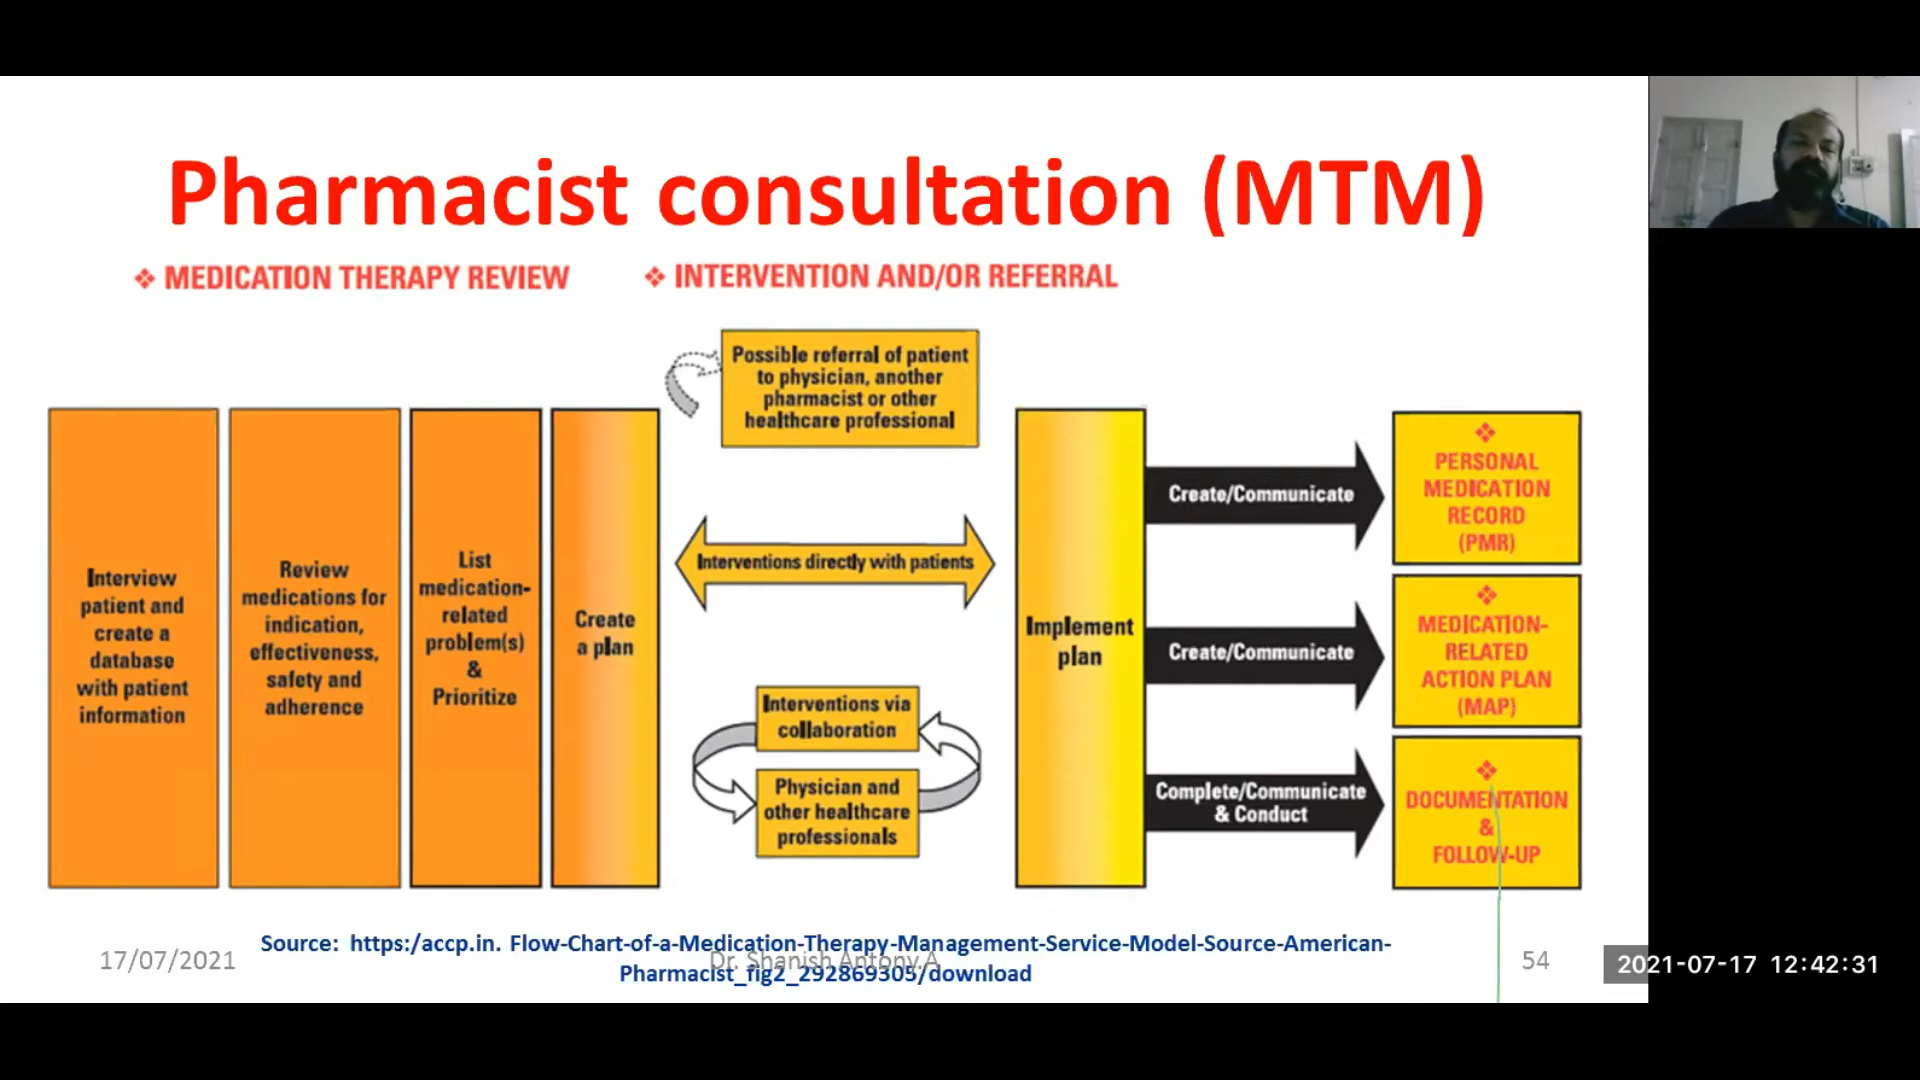 Pharmacist consultation (MTM)
❖ MEDICATION THERAPY REVIEW
❖ INTERVENTION AND/OR REFERRAL
Interview
patient and
create a
database
with patient
information
Review
medications for
indication,
effectiveness,
safety and
adherence
List
medication-
related
problem(s)
&
Prioritize
Create
a plan
Possible referral of patient
to physician, another
pharmacist or other
healthcare professional
Interventions directly with patients
Interventions via
collaboration
Physician and
other healthcare
professionals
Implement
plan
Create/Communicate
Create/Communicate
Complete/Communicate
& Conduct
❖
PERSONAL
MEDICATION
RECORD
(PMR)
❖
MEDICATION-
RELATED
ACTION PLAN
(MAP)
❖
DOCUMENTATION
&
FOLLOW-UP
17/07/2021
Source: https:/accp.in. Flow-Chart-of-a-Medication-Therapy-Management-Service-Model-Source-American-
Pharmacist_fig2_292869305/download
Dr. Shanish Antony.A
54
2021-07-17 12:42:31